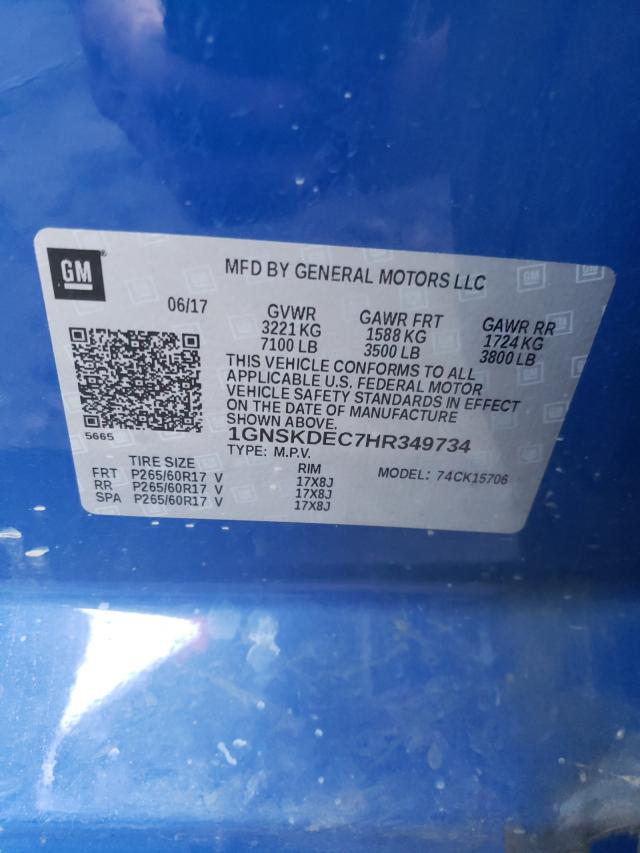 GM
MFD BY GENERAL MOTORS LLC
06/17
GVWR
3221 KG
7100 LB
GAWR FRT
1588 KG
3500 LB
GAWR RR
1724 KG
3800 LB
THIS VEHICLE CONFORMS TO ALL
APPLICABLE U.S. FEDERAL MOTOR
VEHICLE SAFETY STANDARDS IN EFFECT
ON THE DATE OF MANUFACTURE
SHOWN ABOVE.
5665
1GNSKDEC7HR349734
TYPE: M.P.V.
MODEL: 74CK15706
TIRE SIZE RIM
FRT P265/60R17 V 17X8J
RR P265/60R17 V 17X8J
SPA P265/60R17 V 17X8J